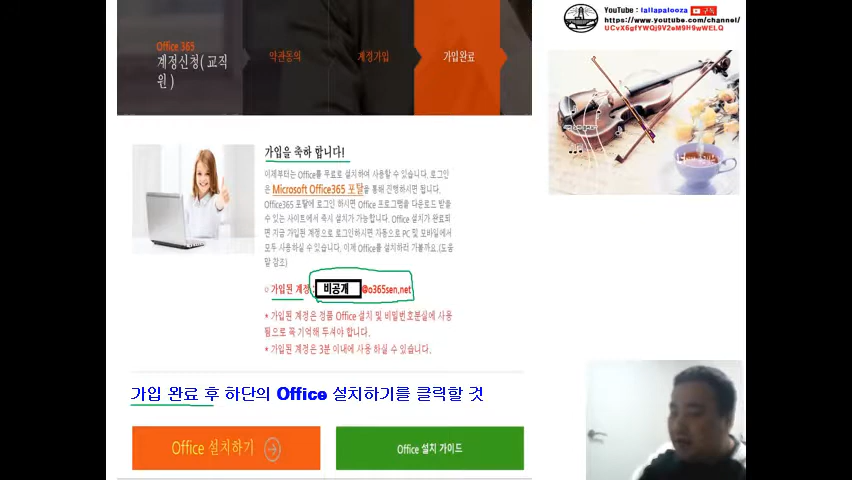 YouTube : lallapalooza 구독
https://www.youtube.com/channel/
UCvX6gfYWQj9V2eM9H9wWELQ
Office 365
계정신청(교직
원)
약관동의
계정가입
가입완료
가입을 축하 합니다!
이제부터는 Office를 무료로 설치하여 사용할 수 있습니다. 로그인
은 Microsoft Office365 포탈을 통해 진행하시면 됩니다.
Office365 포탈에 로그인 하시면 Office 프로그램을 다운로드 받을
수 있는 사이트에서 즉시 설치가 가능합니다. Office 설치가 완료되
면 지금 가입된 계정으로 로그인하시면 자동으로 PC 및 모바일에서
모두 사용하실 수 있습니다. 이제 Office를 설치하러 가볼까요.(도움
말 참조)
☆ 가입된 계정 : 비공개 @o365sen.net
* 가입된 계정은 정품 Office 설치 및 비밀번호분실에 사용
됨으로 꼭 기억해 두셔야 합니다.
* 가입된 계정은 3분 이내에 사용 하실 수 있습니다.
가입 완료 후 하단의 Office 설치하기를 클릭할 것
Office 설치하기
Office 설치 가이드